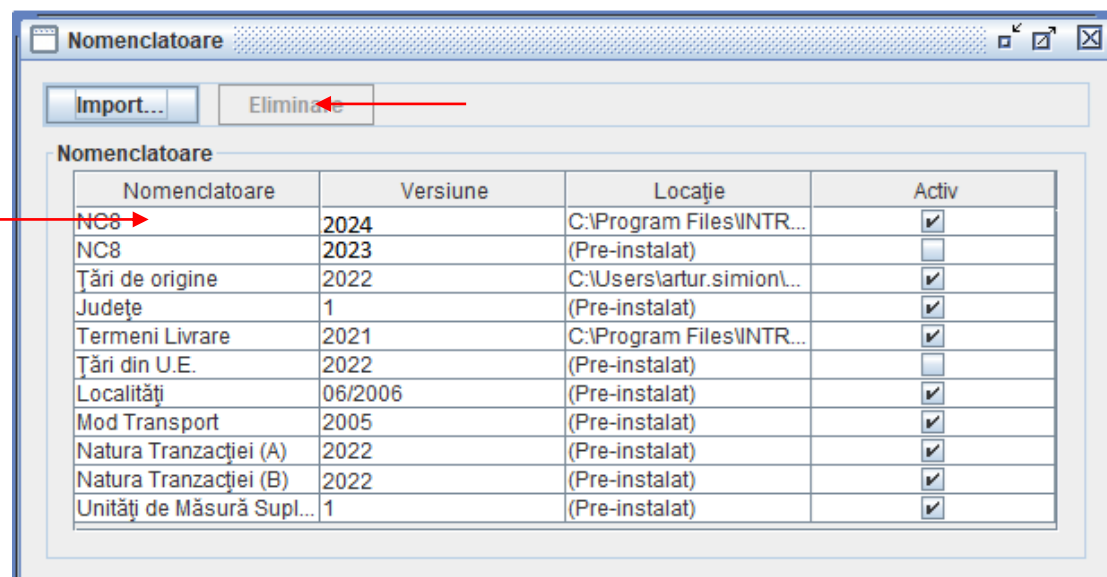 Nomenclatoare
Import... Eliminare
Nomenclatoare
Nomenclatoare Versiune Locaţie Activ
NC8 2024 C:\Program Files\INTR...
NC8 2023 (Pre-instalat)
Ţări de origine 2022 C:\Users\artur.simion\...
Judeţe 1 (Pre-instalat)
Termeni Livrare 2021 C:\Program Files\INTR...
Ţări din U.E. 2022 (Pre-instalat)
Localităţi 06/2006 (Pre-instalat)
Mod Transport 2005 (Pre-instalat)
Natura Tranzacţiei (A) 2022 (Pre-instalat)
Natura Tranzacţiei (B) 2022 (Pre-instalat)
Unităţi de Măsură Supl... 1 (Pre-instalat)